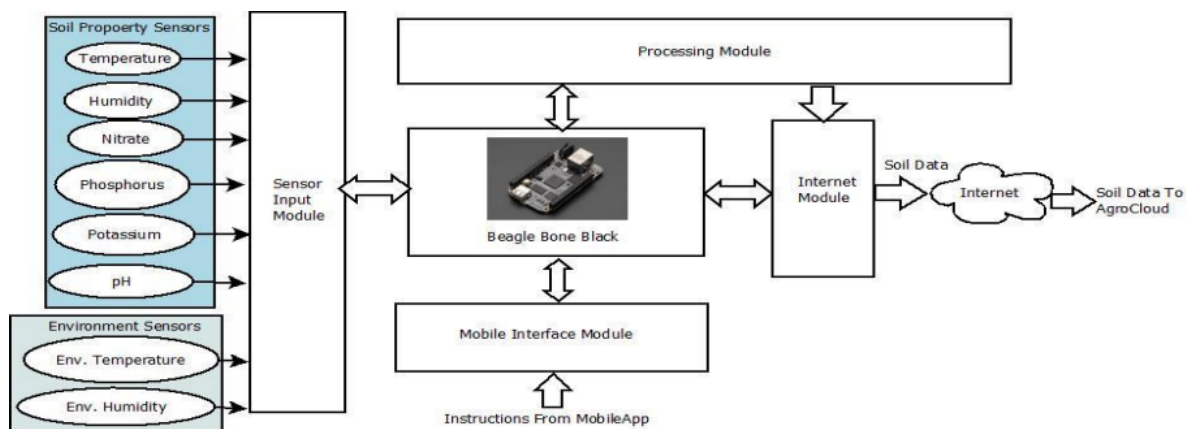 Soil Propoerty Sensors
Temperature
Humidity
Nitrate
Phosphorus
Potassium
pH
Environment Sensors
Env. Temperature
Env. Humidity
Sensor
Input
Module
Processing Module
Beagle Bone Black
Mobile Interface Module
Instructions From MobileApp
Internet
Module
Soil Data
Internet
Soil Data To
AgroCloud